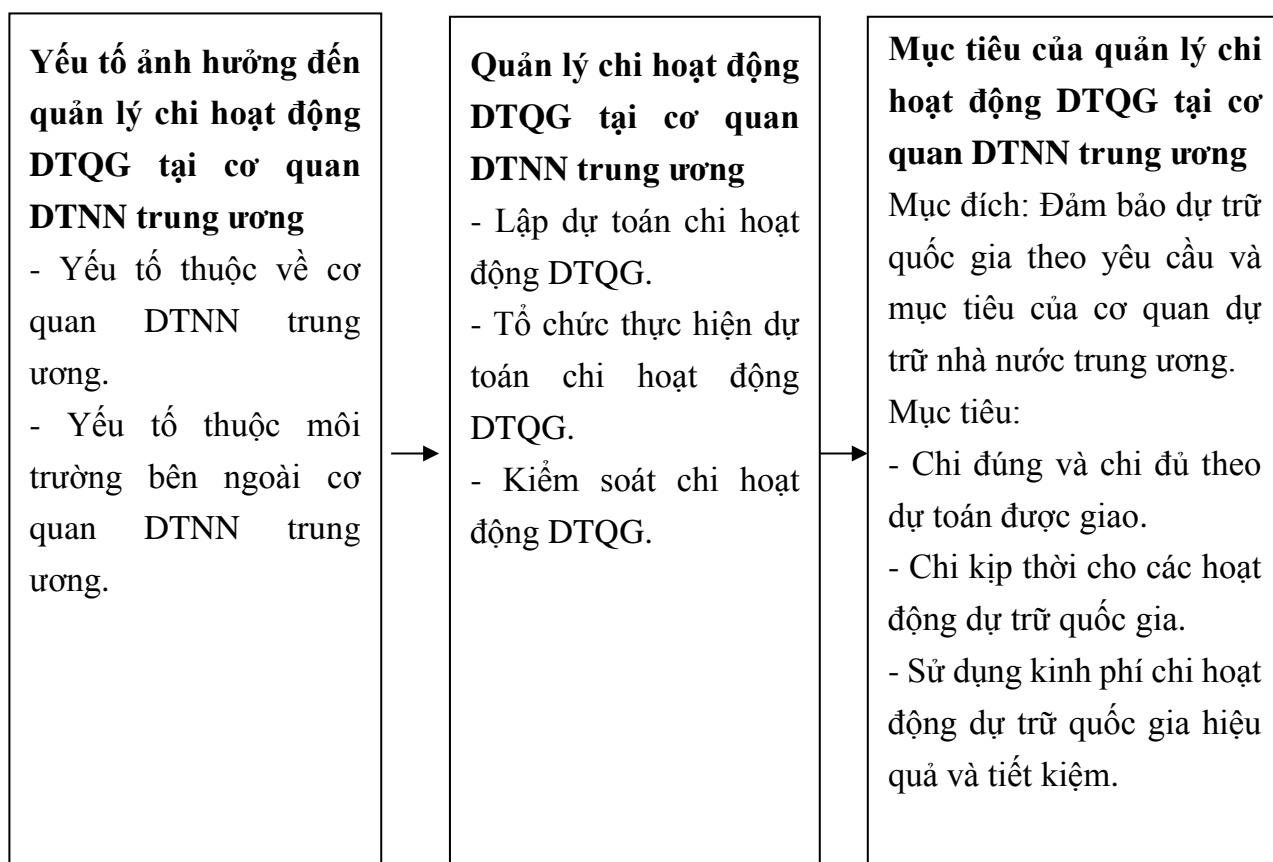 Yếu tố ảnh hưởng đến
quản lý chi hoạt động
DTQG tại cơ quan
DTNN trung ương
- Yếu tố thuộc về cơ
quan DTNN trung
ương.
- Yếu tố thuộc môi
trường bên ngoài cơ
quan DTNN trung
ương.
Quản lý chi hoạt động
DTQG tại cơ quan
DTNN trung ương
- Lập dự toán chi hoạt
động DTQG.
- Tổ chức thực hiện dự
toán chi hoạt động
DTQG.
- Kiểm soát chi hoạt
động DTQG.
Mục tiêu của quản lý chi
hoạt động DTQG tại cơ
quan DTNN trung ương
Mục đích: Đảm bảo dự trữ
quốc gia theo yêu cầu và
mục tiêu của cơ quan dự
trữ nhà nước trung ương.
Mục tiêu:
- Chi đúng và chi đủ theo
dự toán được giao.
- Chi kịp thời cho các hoạt
động dự trữ quốc gia.
- Sử dụng kinh phí chi hoạt
động dự trữ quốc gia hiệu
quả và tiết kiệm.